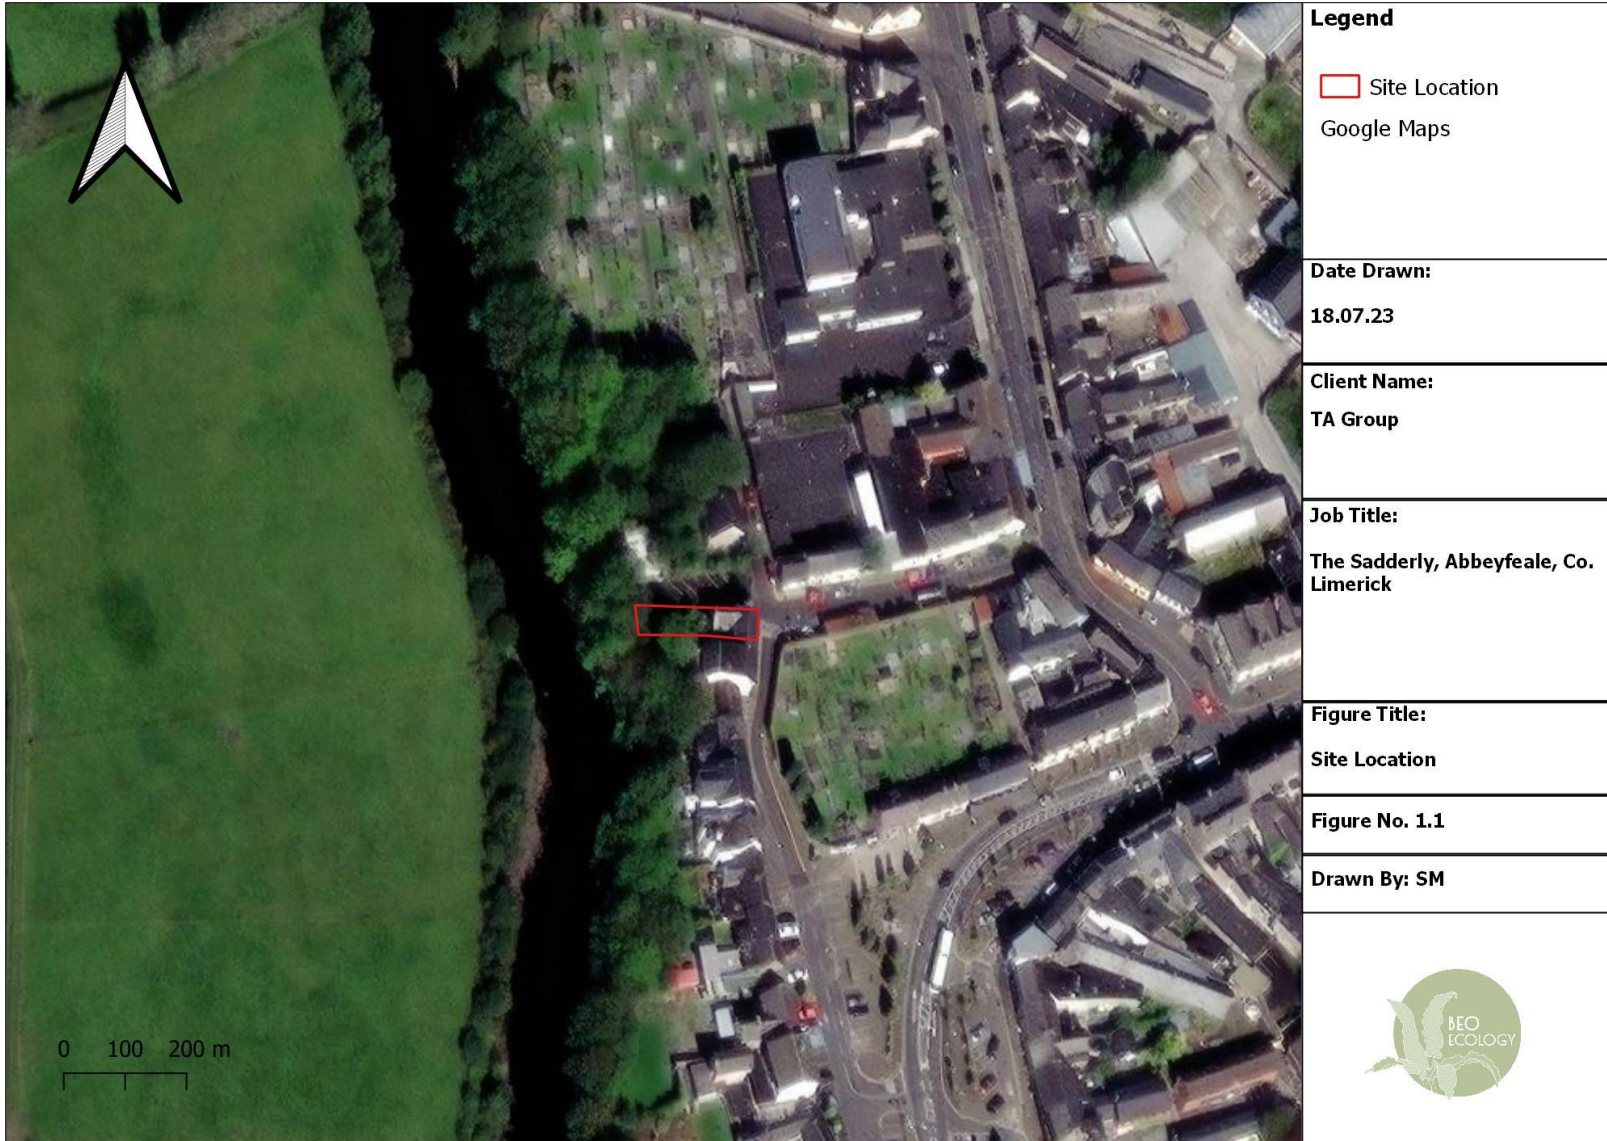 Legend
Site Location
Google Maps
Date Drawn:
18.07.23
Client Name:
TA Group
Job Title:
The Sadderly, Abbeyfeale, Co.
Limerick
Figure Title:
Site Location
Figure No. 1.1
Drawn By: SM
BEO
ECOLOGY
0 100 200 m